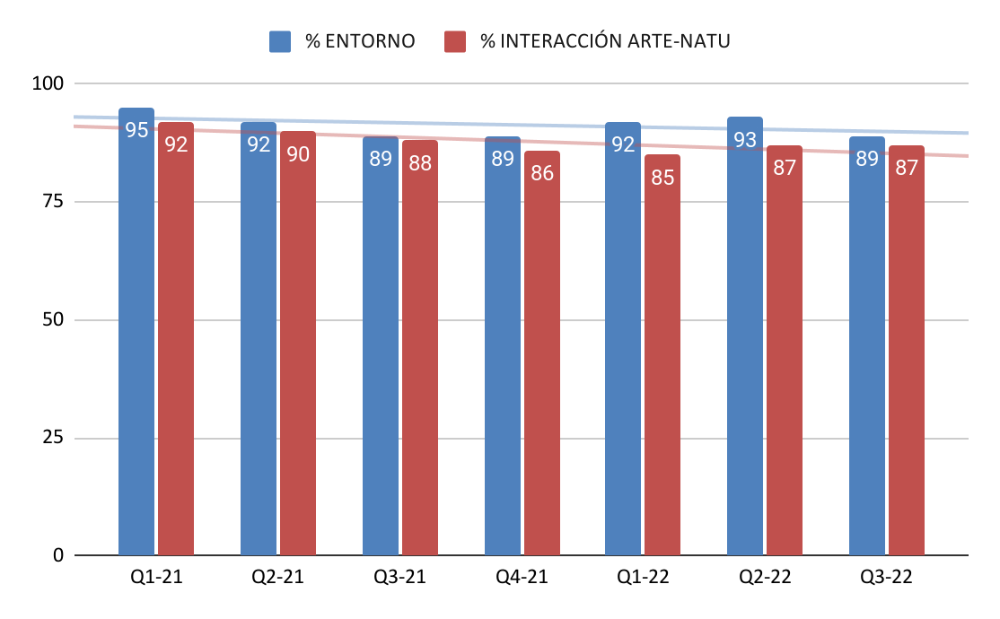 % ENTORNO % INTERACCIÓN ARTE-NATU
100
75
50
25
0
95 92 92 90 89 88 89 86 92 85 93 87 89 87
Q1-21 Q2-21 Q3-21 Q4-21 Q1-22 Q2-22 Q3-22